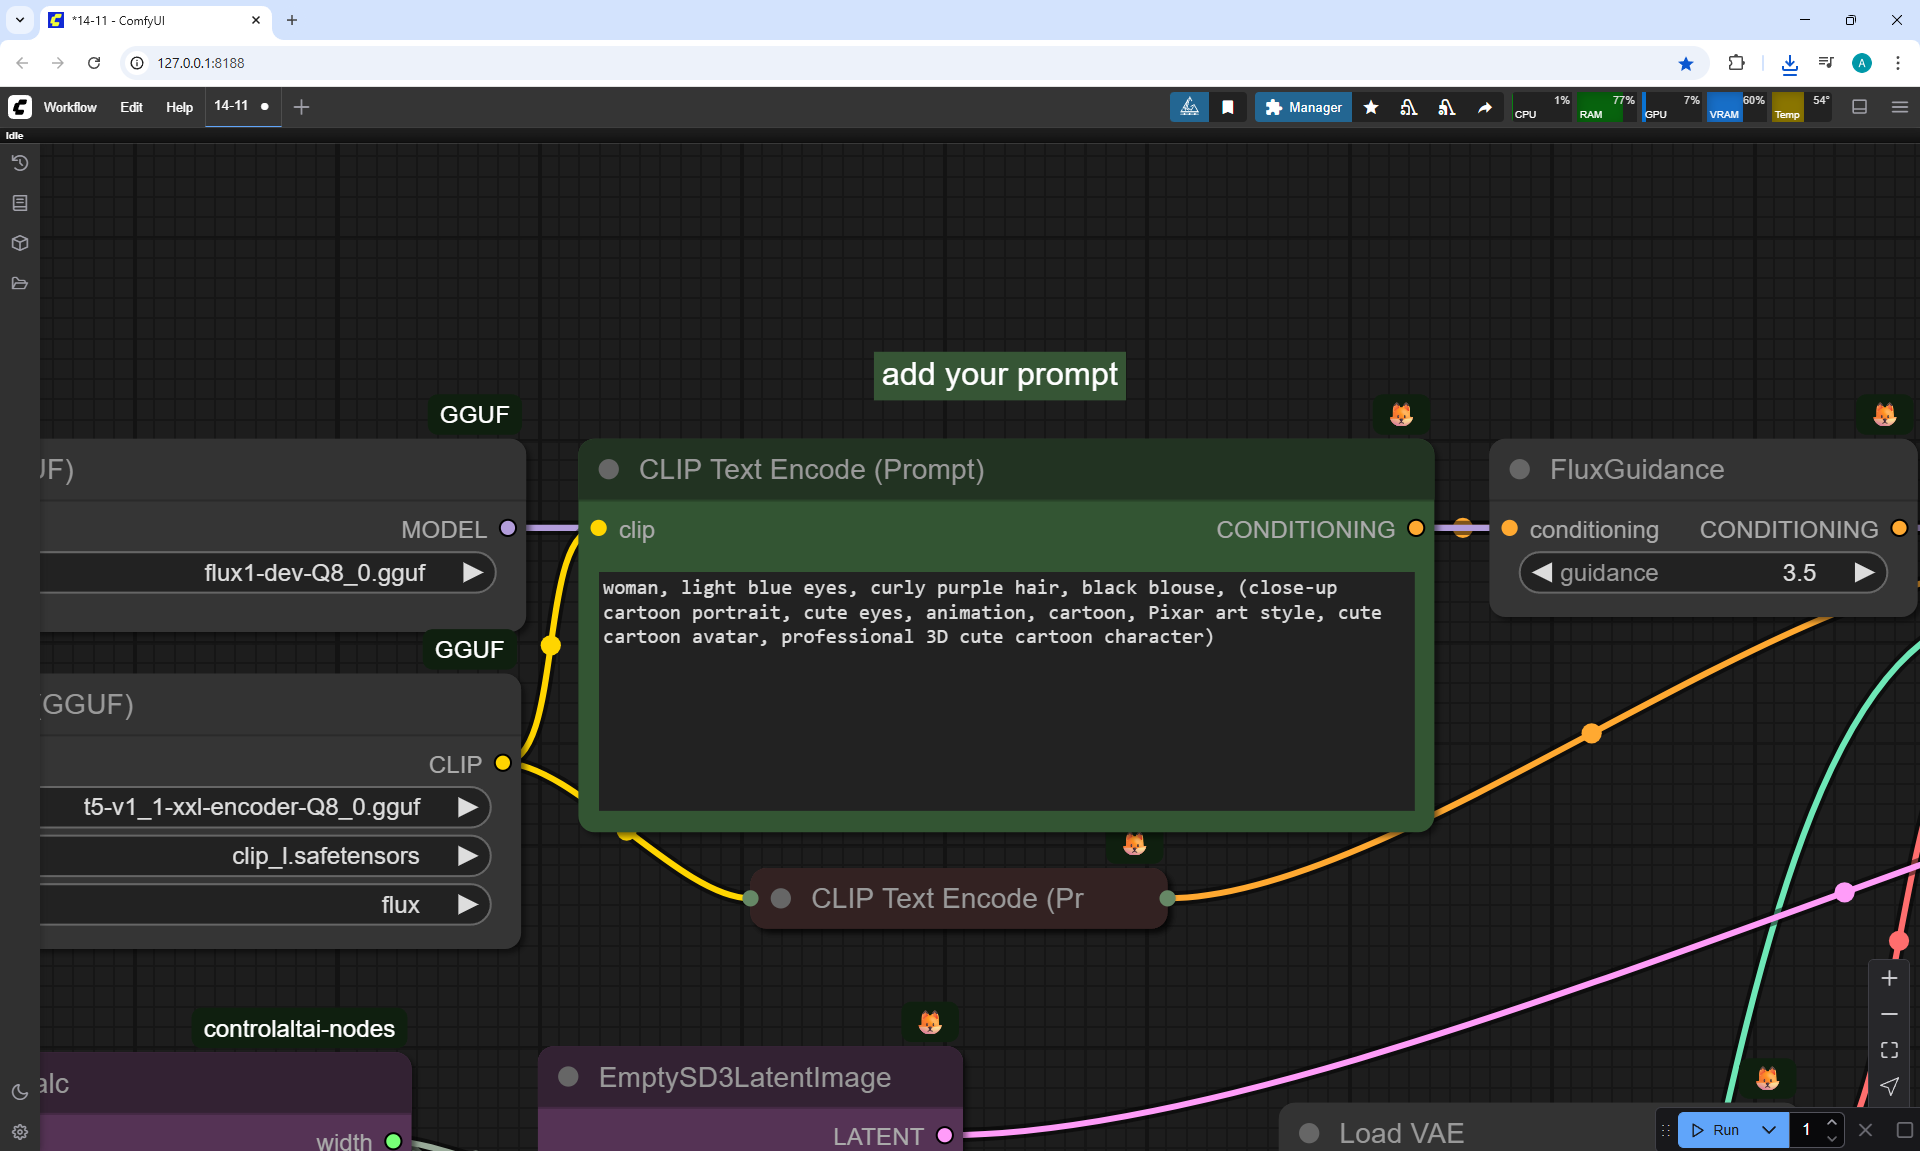 *14-11 - ComfyUI
127.0.0.1:8188
A
Workflow Edit Help 14-11
Manager
CPU 1% RAM 77% GPU 7% VRAM 60% Temp 54°
Idle
add your prompt
GGUF
UF)
MODEL
flux1-dev-Q8_0.gguf
CLIP Text Encode (Prompt)
clip CONDITIONING
woman, light blue eyes, curly purple hair, black blouse, (close-up
cartoon portrait, cute eyes, animation, cartoon, Pixar art style, cute
cartoon avatar, professional 3D cute cartoon character)
FluxGuidance
conditioning CONDITIONING
guidance 3.5
GGUF
(GGUF)
CLIP
t5-v1_1-xxl-encoder-Q8_0.gguf
clip_l.safetensors
flux
CLIP Text Encode (Pr
controlaltai-nodes
alc
width
EmptySD3LatentImage
LATENT
Load VAE
Run 1